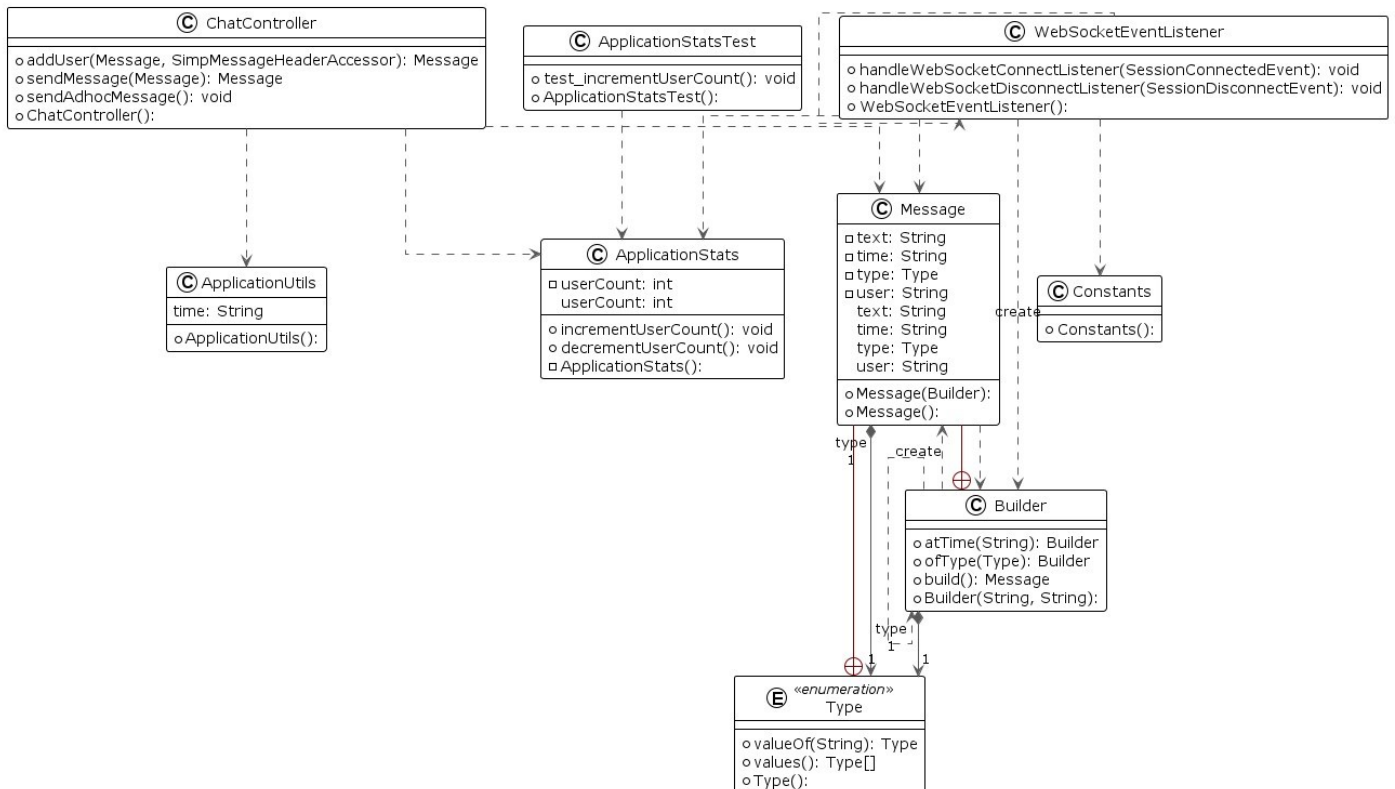 C ChatController
addUser(Message, SimpMessageHeaderAccessor): Message
sendMessage(Message): Message
sendAdhocMessage(): void
ChatController():
C ApplicationStatsTest
test_incrementUserCount(): void
ApplicationStatsTest():
C WebSocketEventListener
handleWebSocketConnectListener(SessionConnectedEvent): void
handleWebSocketDisconnectListener(SessionDisconnectEvent): void
WebSocketEventListener():
C ApplicationUtils
time: String
ApplicationUtils():
C ApplicationStats
userCount: int
userCount: int
incrementUserCount(): void
decrementUserCount(): void
ApplicationStats():
C Message
text: String
time: String
type: Type
user: String
text: String
time: String
type: Type
user: String
Message(Builder):
Message():
create
C Constants
Constants():
type
1
create
C Builder
atTime(String): Builder
ofType(Type): Builder
build(): Message
Builder(String, String):
type
1
1
1
E «enumeration»
Type
valueOf(String): Type
values(): Type[]
Type():